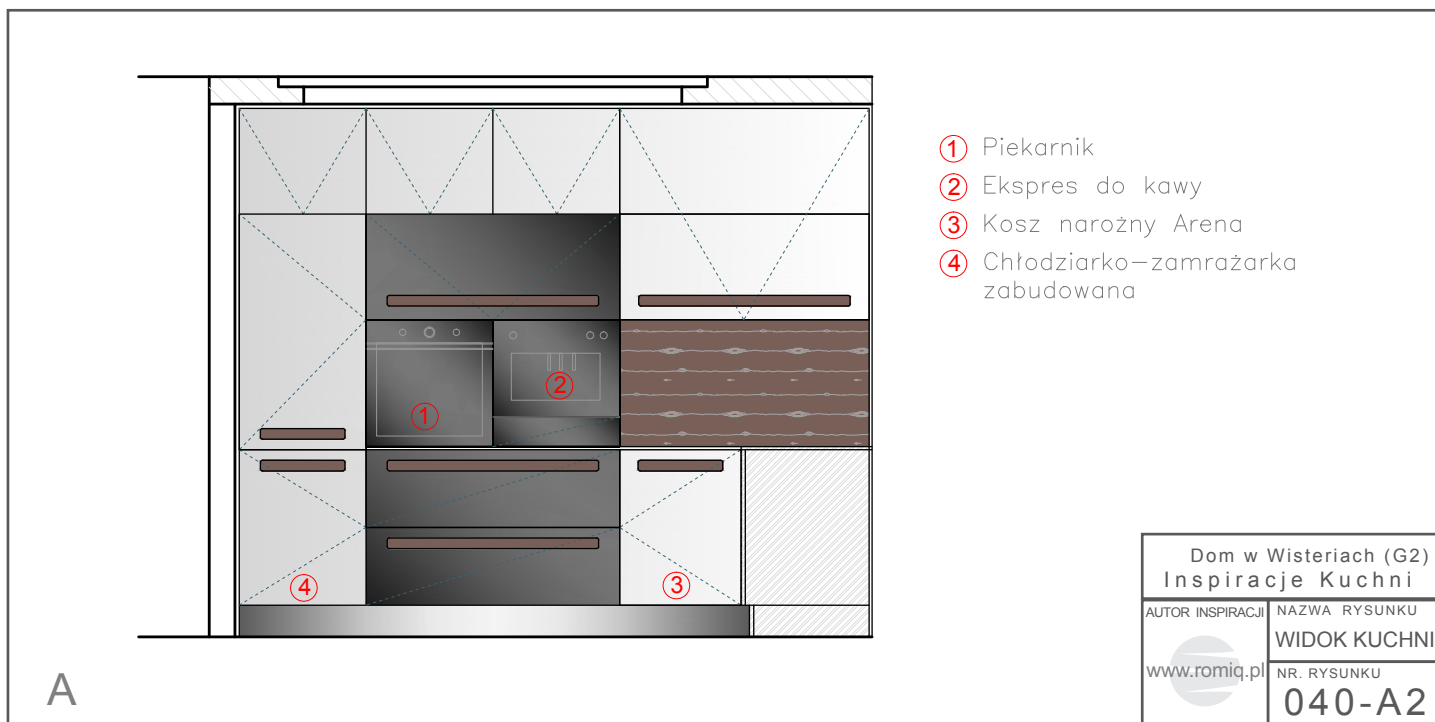 1 Piekarnik
2 Ekspres do kawy
3 Kosz narożny Arena
4 Chłodziarko-zamrażarka
zabudowana
1
2
4
3
A
Dom w Wisteriach (G2)
Inspiracje Kuchni
AUTOR INSPIRACJI
www.romiq.pl
NAZWA RYSUNKU
WIDOK KUCHNI
NR. RYSUNKU
040-A2